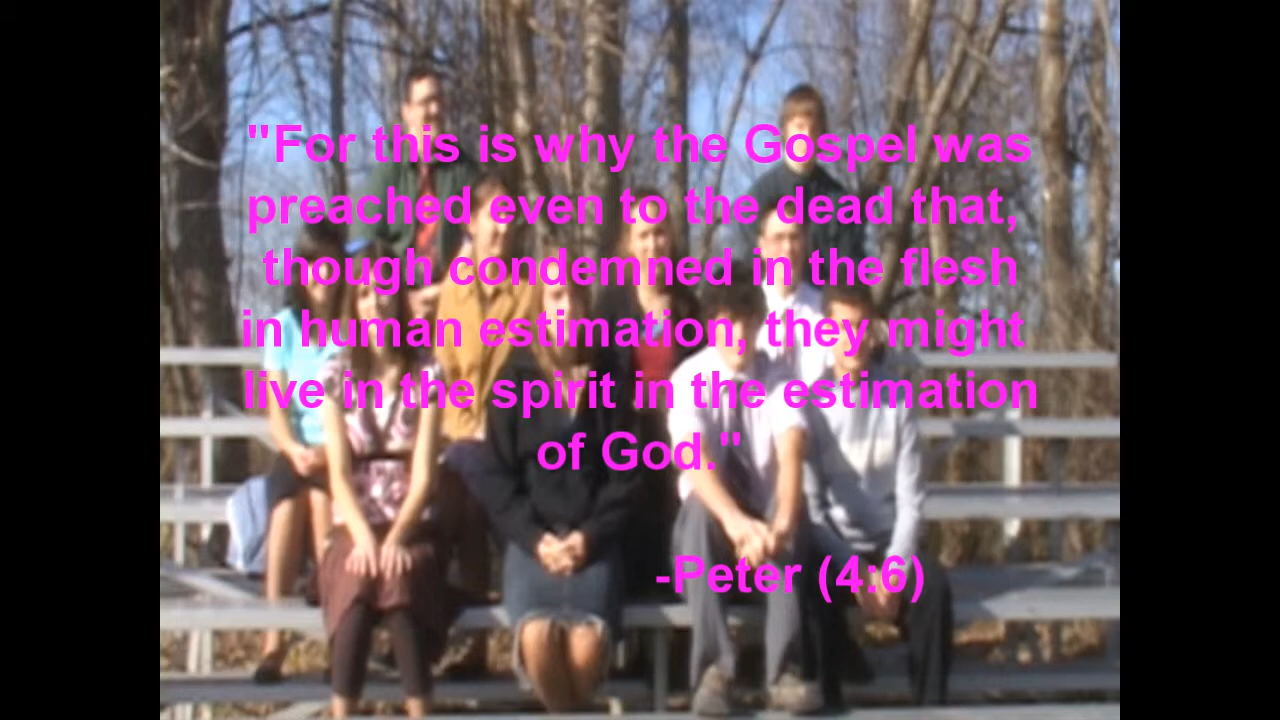 "For this is why the Gospel was
preached even to the dead that,
though condemned in the flesh
in human estimation, they might
live in the spirit in the estimation
of God."
-Peter (4:6)